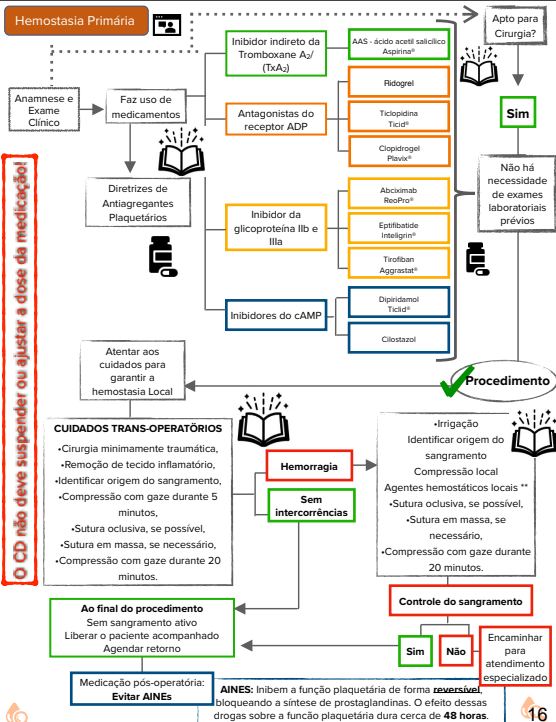 Hemostasia Primária
Apto para
Cirurgia?
Sim
Não há
necessidade
de exames
laboratoriais
prévios
Anamnese e
Exame
Clínico
Faz uso de
medicamentos
Diretrizes de
Antiagregantes
Plaquetários
Inibidor indireto da
Tromboxane A₂/
(TxA₂)
AAS - ácido acetil salicílico
Aspirina®
Antagonistas do
receptor ADP
Ridogrel
Ticlopidina
Ticid®
Clopidrogel
Plavix®
Inibidor da
glicoproteína IIb e
IIIa
Abciximab
ReoPro®
Eptifibatide
Inteligrin®
Tirofiban
Aggrastat®
Inibidores do cAMP
Dipiridamol
Ticlid®
Cilostazol
O CD não deve suspender ou ajustar a dose da medicação!
Procedimento
Atentar aos
cuidados para
garantir a
hemostasia Local
CUIDADOS TRANS-OPERATÓRIOS
•Cirurgia minimamente traumática,
•Remoção de tecido inflamatório,
•Identificar origem do sangramento,
•Compressão com gaze durante 5
minutos,
•Sutura oclusiva, se possível,
•Sutura em massa, se necessário,
•Compressão com gaze durante 20
minutos.
Hemorragia
Sem
intercorrências
•Irrigação
Identificar origem do
sangramento
Compressão local
Agentes hemostáticos locais **
•Sutura oclusiva, se possível,
•Sutura em massa, se
necessário,
•Compressão com gaze durante
20 minutos.
Controle do sangramento
Sim
Não
Encaminhar
para
atendimento
especializado
Ao final do procedimento
Sem sangramento ativo
Liberar o paciente acompanhado
Agendar retorno
Medicação pós-operatória:
Evitar AINEs
AINES: Inibem a função plaquetária de forma reversível,
bloqueando a síntese de prostaglandinas. O efeito dessas
drogas sobre a função plaquetária dura cerca de 48 horas.
16